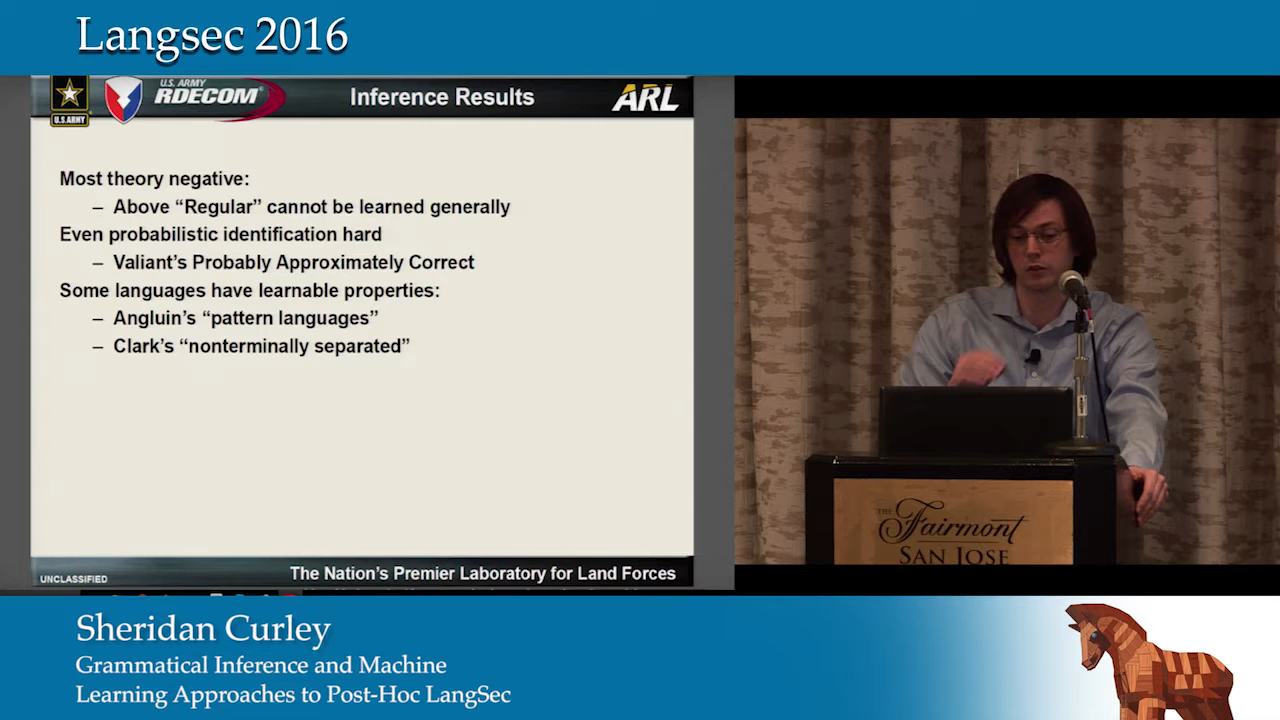 Langsec 2016
U.S. ARMY
U.S. ARMY
RDECOM
Inference Results
ARL
Most theory negative:
– Above “Regular” cannot be learned generally
Even probabilistic identification hard
– Valiant’s Probably Approximately Correct
Some languages have learnable properties:
– Angluin’s “pattern languages”
– Clark’s “nonterminally separated”
UNCLASSIFIED
The Nation’s Premier Laboratory for Land Forces
THE
Fairmont
SAN JOSE
Sheridan Curley
Grammatical Inference and Machine
Learning Approaches to Post-Hoc LangSec